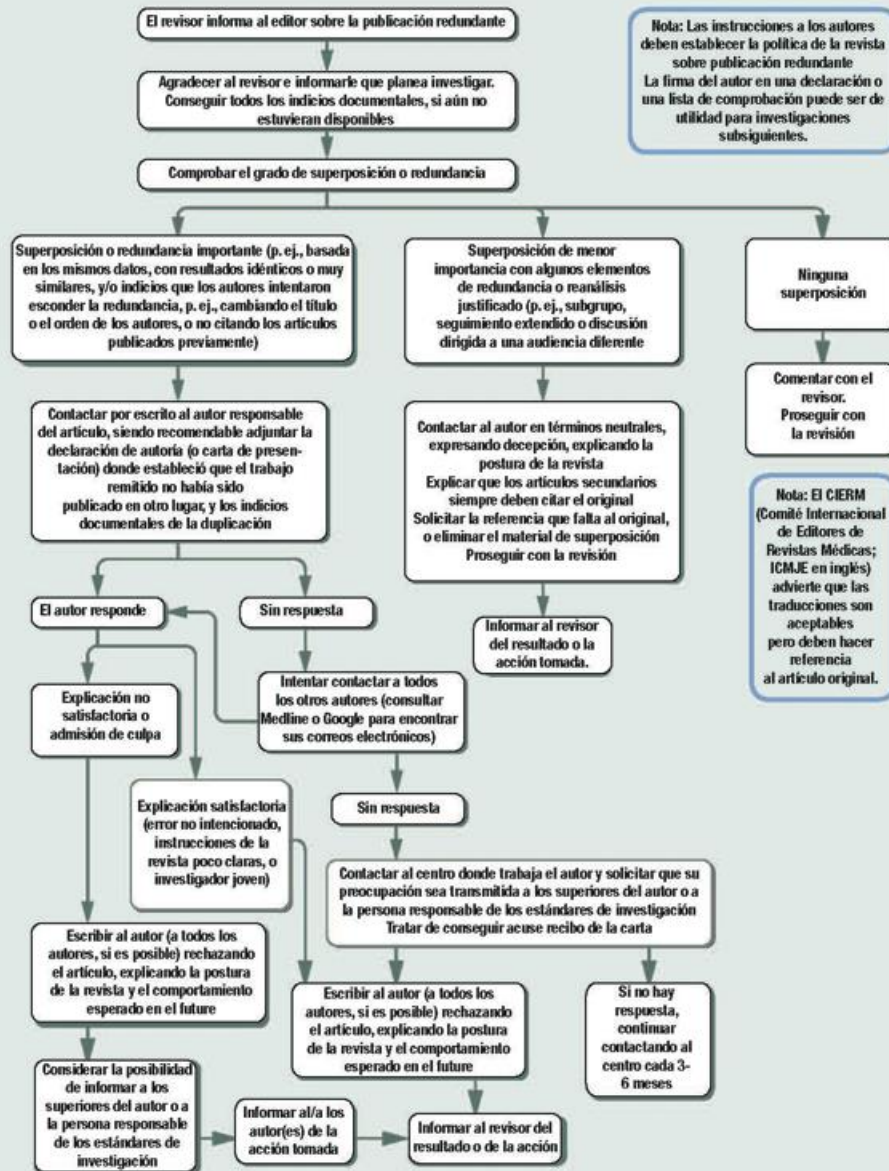 El revisor informa al editor sobre la publicación redundante
Nota: Las instrucciones a los autores
deben establecer la política de la revista
sobre publicación redundante
La firma del autor en una declaración o
una lista de comprobación puede ser de
utilidad para investigaciones
subsiguientes.
Agradecer al revisor e informarle que planea investigar.
Conseguir todos los indicios documentales, si aún no
estuvieran disponibles
Comprobar el grado de superposición o redundancia
Superposición o redundancia importante (p. ej., basada
en los mismos datos, con resultados idénticos o muy
similares, y/o indicios que los autores intentaron
esconder la redundancia, p. ej., cambiando el título
o el orden de los autores, o no citando los artículos
publicados previamente)
Superposición de menor
importancia con algunos elementos
de redundancia o reanálisis
justificado (p. ej., subgrupo,
seguimiento extendido o discusión
dirigida a una audiencia diferente
Ninguna
superposición
Contactar por escrito al autor responsable
del artículo, siendo recomendable adjuntar la
declaración de autoría (o carta de presen-
tación) donde estableció que el trabajo
remitido no había sido
publicado en otro lugar, y los indicios
documentales de la duplicación
Contactar al autor en términos neutrales,
expresando decepción, explicando la
postura de la revista
Explicar que los artículos secundarios
siempre deben citar el original
Solicitar la referencia que falta al original,
o eliminar el material de superposición
Proseguir con la revisión
Comentar con el
revisor.
Proseguir con
la revisión
Nota: El CIERM
(Comité Internacional
de Editores de
Revistas Médicas;
ICMJE en inglés)
advierte que las
traducciones son
aceptables
pero deben hacer
referencia
al artículo original.
El autor responde
Sin respuesta
Informar al revisor
del resultado o la
acción tomada.
Explicación no
satisfactoria o
admisión de culpa
Intentar contactar a todos
los otros autores (consultar
Medline o Google para encontrar
sus correos electrónicos)
Explicación satisfactoria
(error no intencionado,
instrucciones de la
revista poco claras, o
investigador joven)
Sin respuesta
Contactar al centro donde trabaja el autor y solicitar que su
preocupación sea transmitida a los superiores del autor o a
la persona responsable de los estándares de investigación
Tratar de conseguir acuse recibo de la carta
Escribir al autor (a todos los
autores, si es posible) rechazando
el artículo, explicando la postura
de la revista y el comportamiento
esperado en el future
Escribir al autor (a todos los
autores, si es posible) rechazando
el artículo, explicando la postura
de la revista y el comportamiento
esperado en el future
Si no hay
respuesta,
continuar
contactando al
centro cada 3-
6 meses
Considerar la posibilidad
de informar a los
superiores del autor o a
la persona responsable
de los estándares de
investigación
Informar al/a los
autor(es) de la
acción tomada
Informar al revisor del
resultado o de la acción